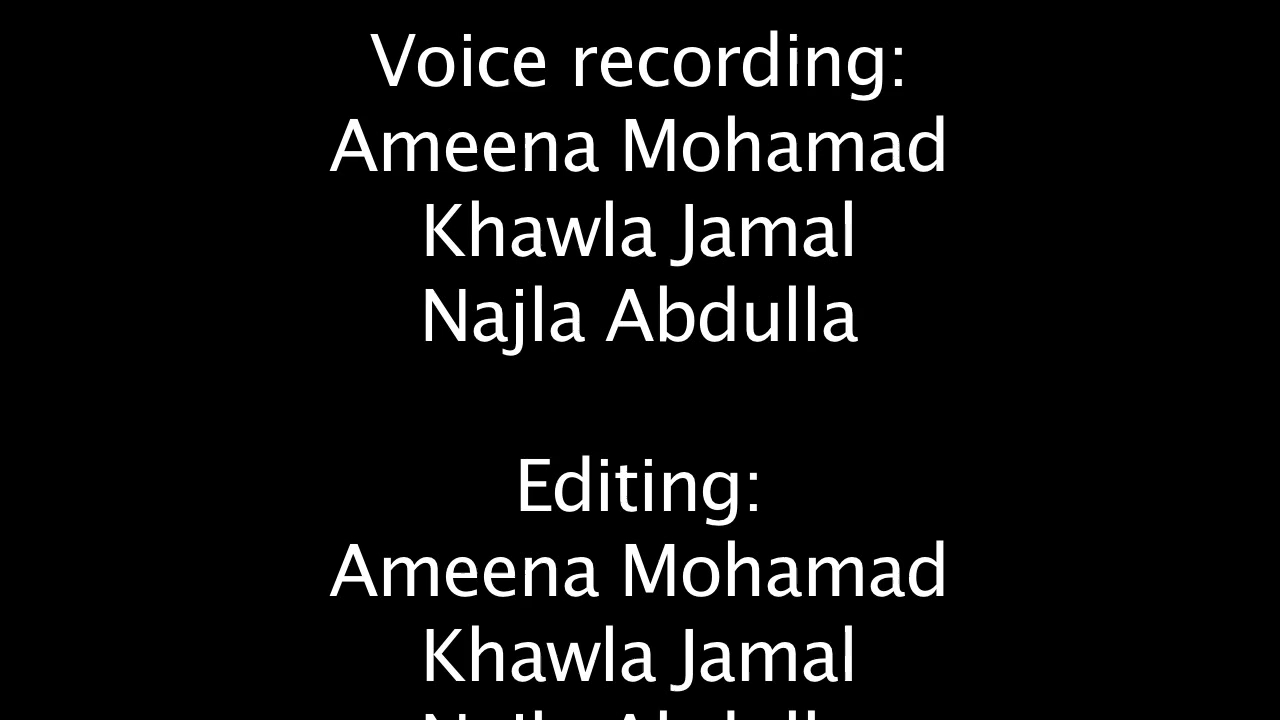 Voice recording:
Ameena Mohamad
Khawla Jamal
Najla Abdulla
Editing:
Ameena Mohamad
Khawla Jamal